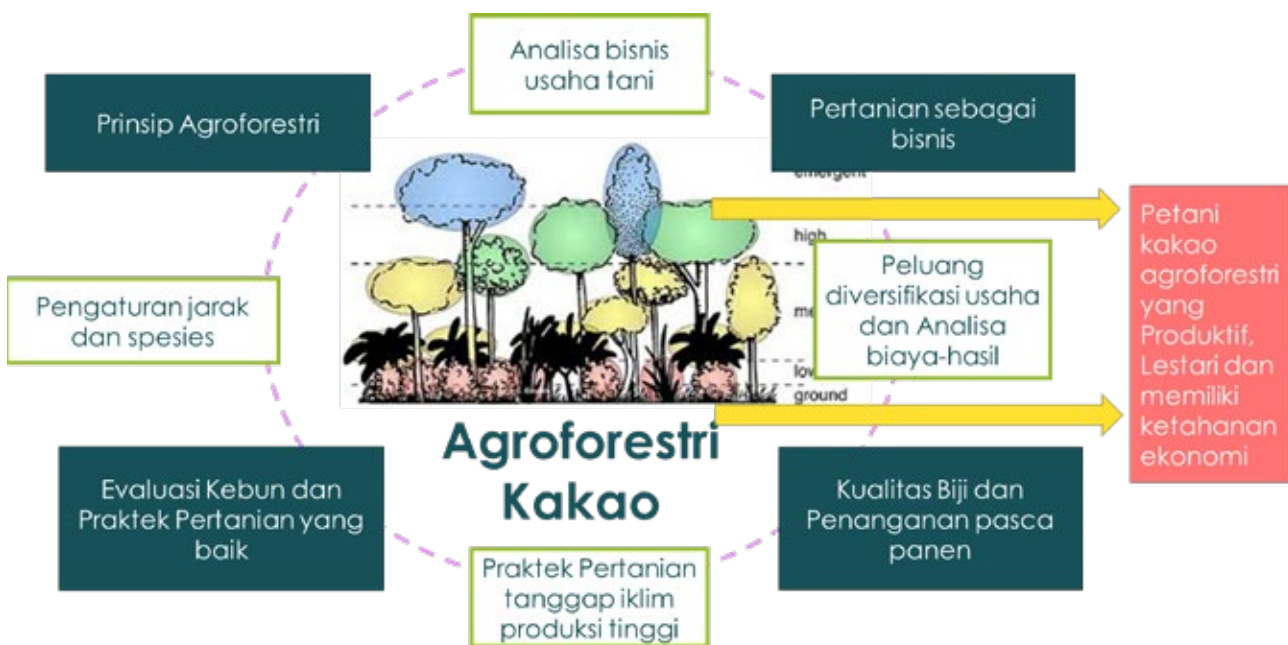 Analisa bisnis
usaha tani
Prinsip Agroforestri
Pertanian sebagai
bisnis
emergent
high
Petani
kakao
agroforestri
yang
Produktif,
Lestari dan
memiliki
ketahanan
ekonomi
Pengaturan jarak
dan spesies
Peluang
diversifikasi usaha
dan Analisa
biaya-hasil
ground
Agroforestri
Kakao
Evaluasi Kebun dan
Praktek Pertanian yang
baik
Kualitas Biji dan
Penanganan pasca
panen
Praktek Pertanian
tanggap iklim
produksi tinggi